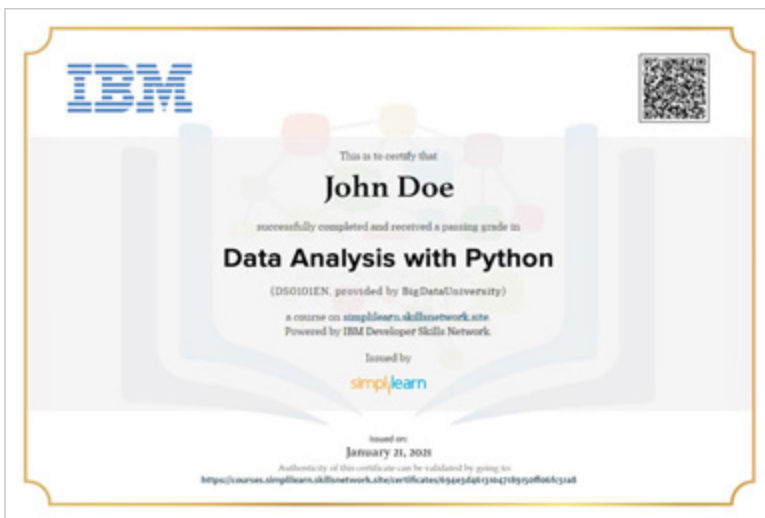 IBM
This is to certify that
John Doe
successfully completed and received a passing grade in
Data Analysis with Python
(DS0101EN, provided by BigDataUniversity)
a course on simplilearn.skillsnetwork.site
Powered by IBM Developer Skills Network
Issued by
simplilearn
Issued on:
January 21, 2021
Authenticity of this certificate can be validated by going to: